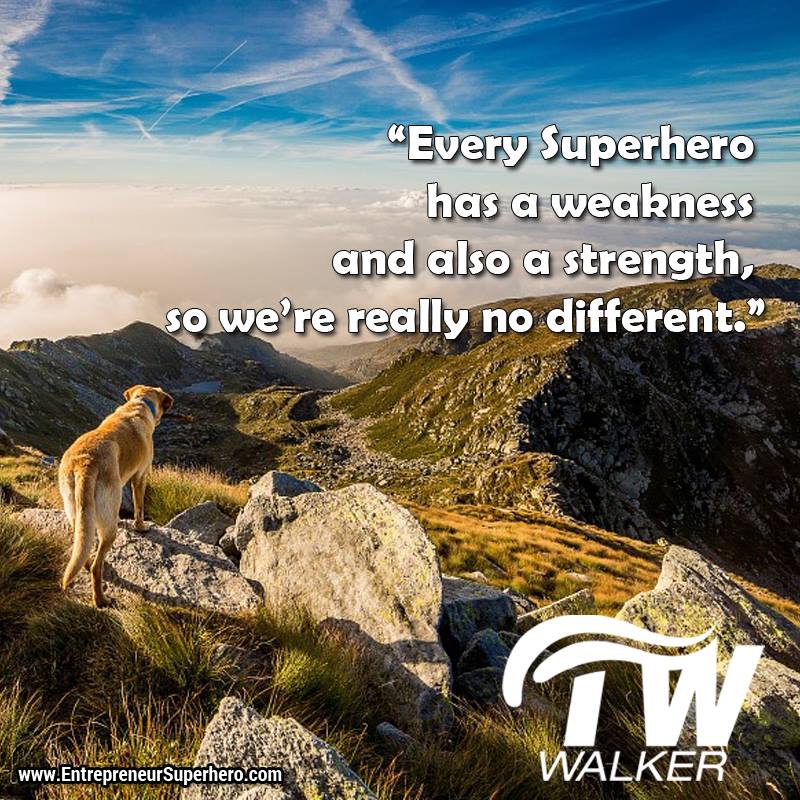 “Every Superhero
has a weakness
and also a strength,
so we’re really no different.”
TW
WALKER
www.EntrepreneurSuperhero.com